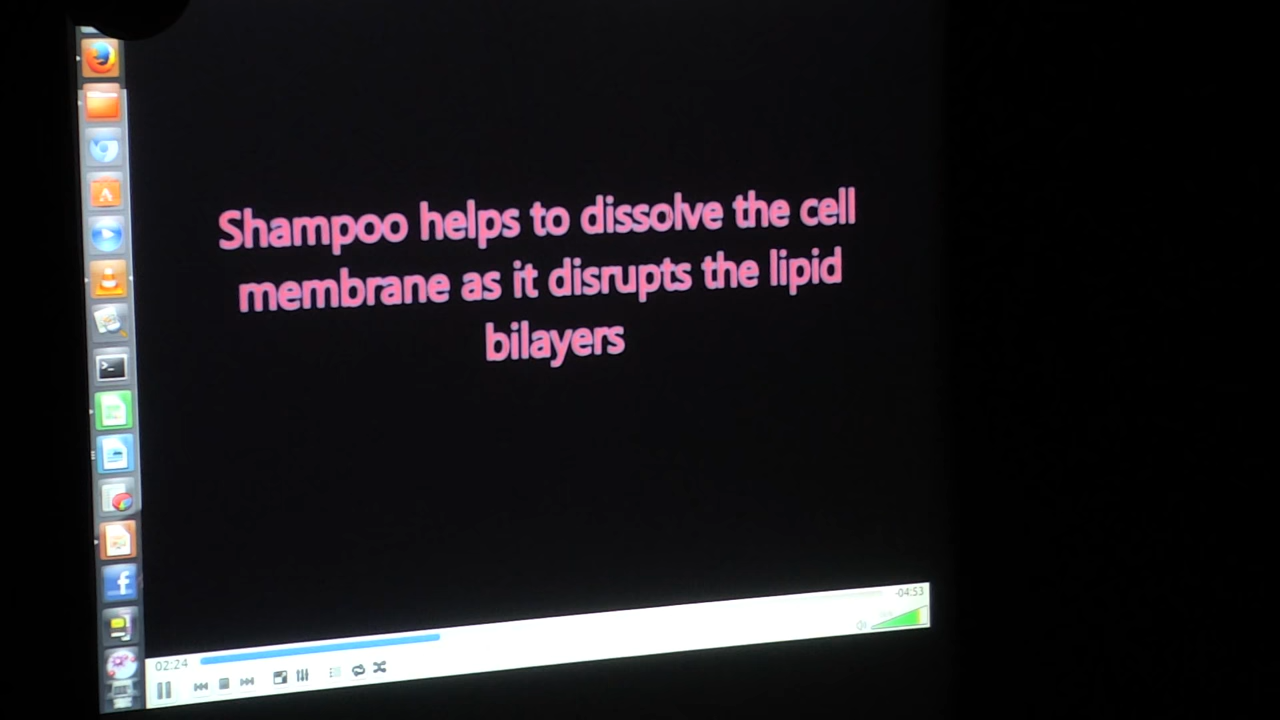 Shampoo helps to dissolve the cell
membrane as it disrupts the lipid
bilayers
-04:53
02:24